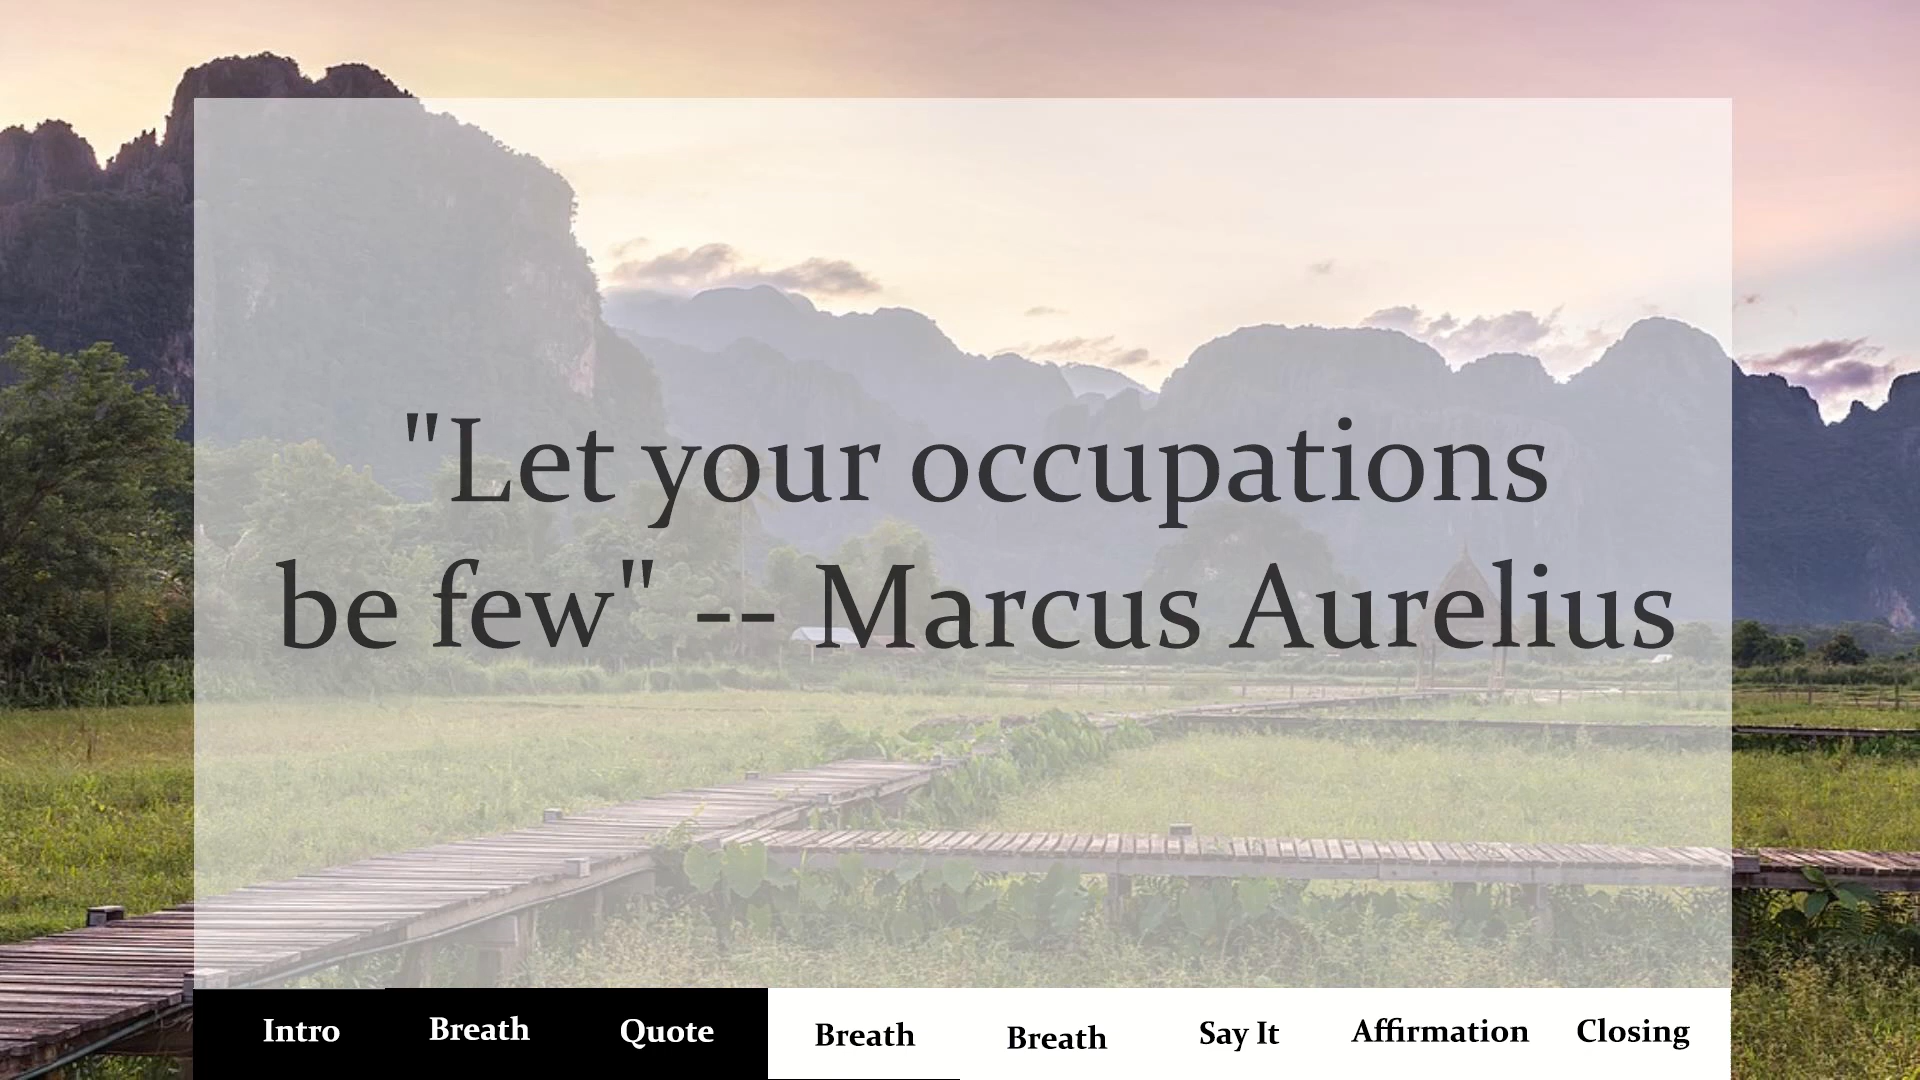 "Let your occupations
be few" -- Marcus Aurelius
Intro Breath Quote Breath Breath Say It Affirmation Closing